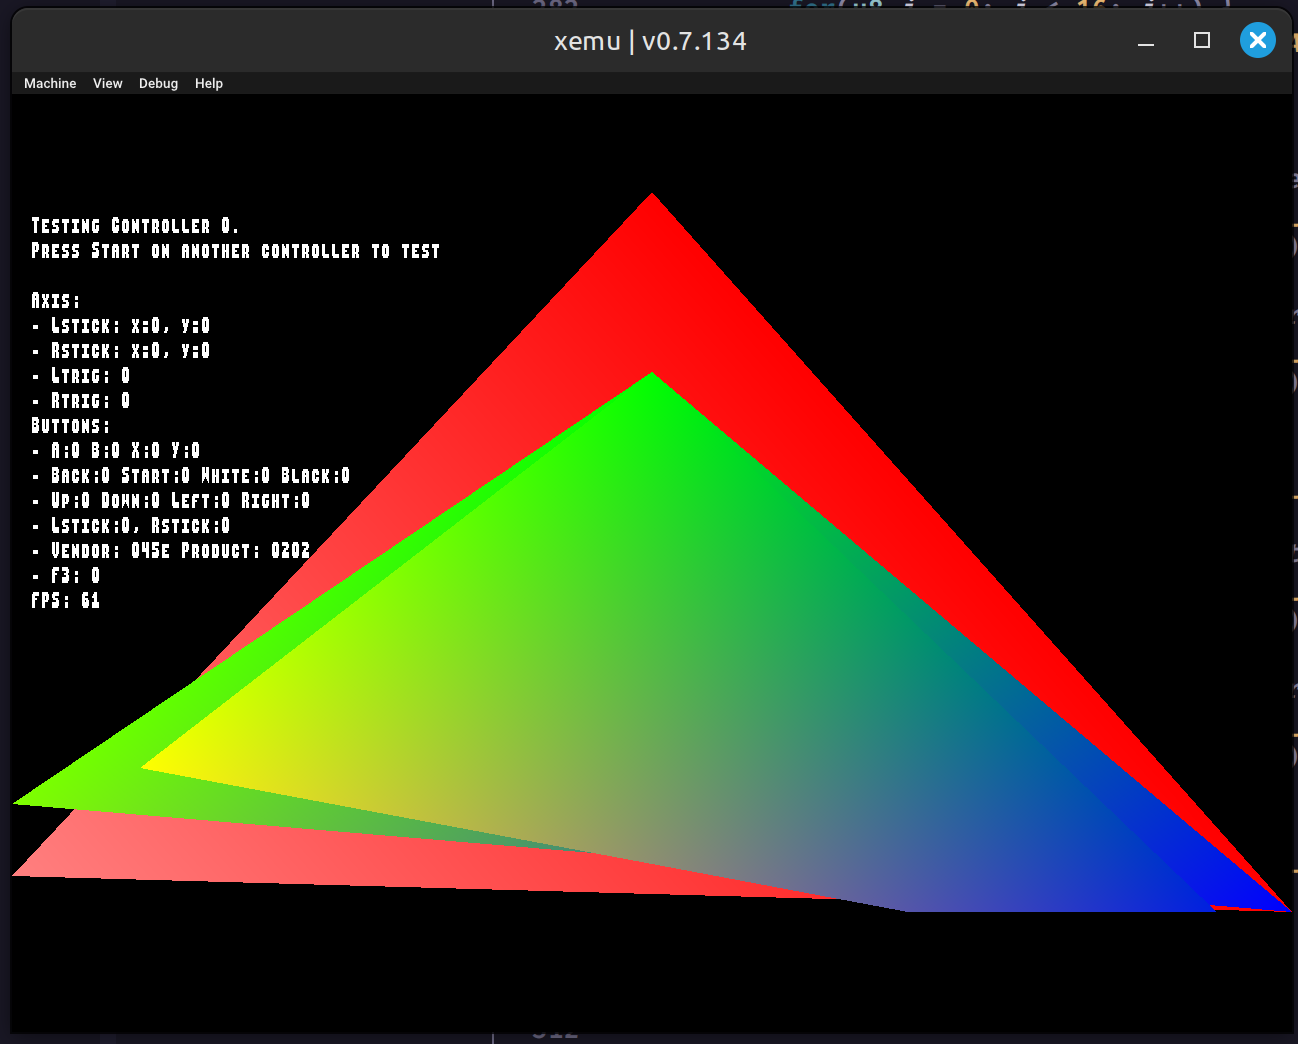 xemu | v0.7.134
Machine View Debug Help
Testing Controller 0.
Press Start on another controller to test
Axis:
- Lstick: x:0, y:0
- Rstick: x:0, y:0
- Ltrig: 0
- Rtrig: 0
Buttons:
- A:0 B:0 X:0 Y:0
- Back:0 Start:0 White:0 Black:0
- Up:0 Down:0 Left:0 Right:0
- Lstick:0, Rstick:0
- Vendor: 045E Product: 0202
- f3: 0
FPS: 61